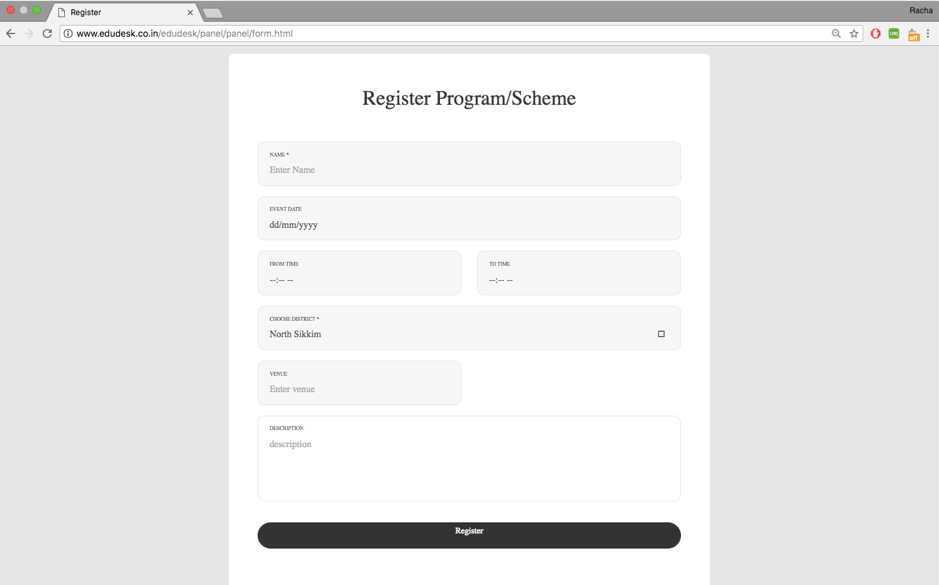 Register
Racha
www.edudesk.co.in/edudesk/panel/panel/form.html
off
Register Program/Scheme
NAME *
Enter Name
EVENT DATE
dd/mm/yyyy
FROM TIME
--:-- --
TO TIME
--:-- --
CHOOSE DISTRICT *
North Sikkim
VENUE
Enter venue
DESCRIPTION
description
Register